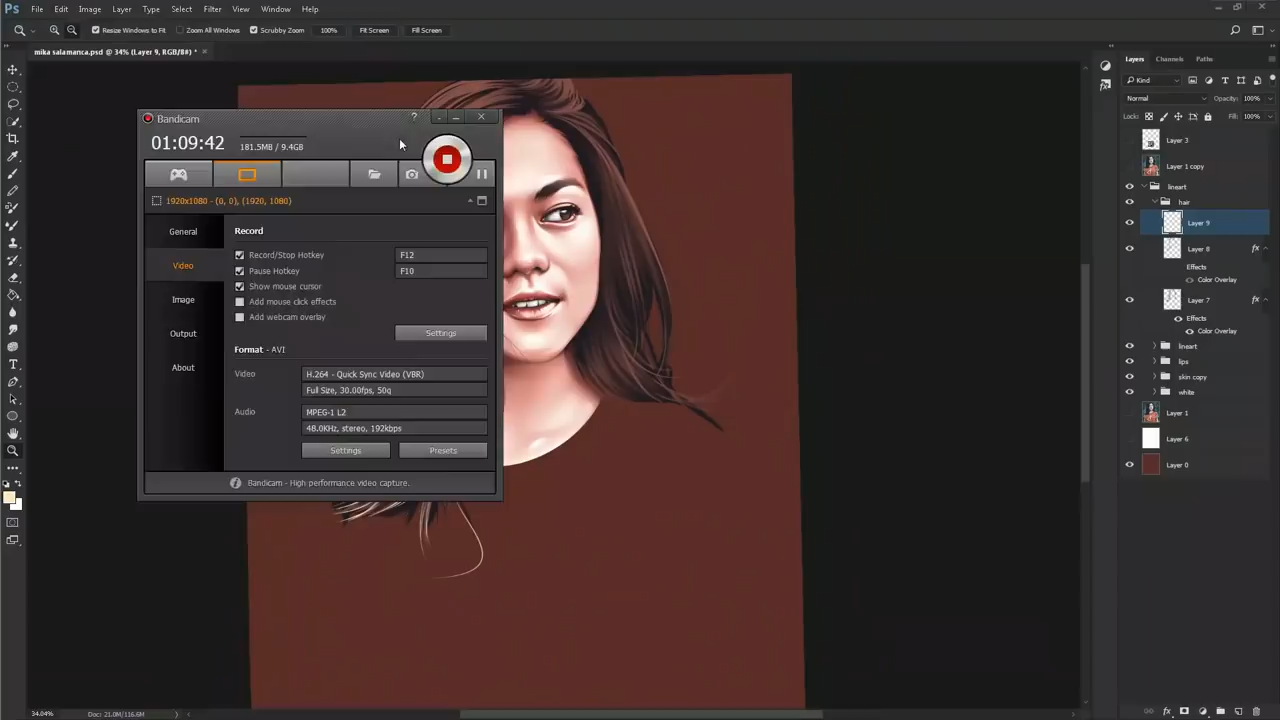 Ps File Edit Image Layer Type Select Filter View Window Help
Resize Windows to Fit Zoom All Windows Scrubby Zoom 100% Fit Screen Fill Screen
mika salamanca.psd @ 34% (Layer 9, RGB/8#) * ×
Bandicam
01:09:42 181.5MB / 9.4GB
1920x1080 - (0, 0), (1920, 1080)
General
Video
Image
Output
About
Record
Record/Stop Hotkey F12
Pause Hotkey F10
Show mouse cursor
Add mouse click effects
Add webcam overlay
Settings
Format - AVI
Video H.264 - Quick Sync Video (VBR)
Full Size, 30.00fps, 50q
Audio MPEG-1 L2
48.0KHz, stereo, 192kbps
Settings Presets
Bandicam - High performance video capture.
Layers Channels Paths
Kind
Normal Opacity: 100%
Lock: Fill: 100%
Layer 3
Layer 1 copy
lineart
hair
Layer 9
Layer 8 fx
Effects
Color Overlay
Layer 7 fx
Effects
Color Overlay
lineart
lips
skin copy
white
Layer 1
Layer 6
Layer 0
34.04% Doc: 21.0M/116.6M